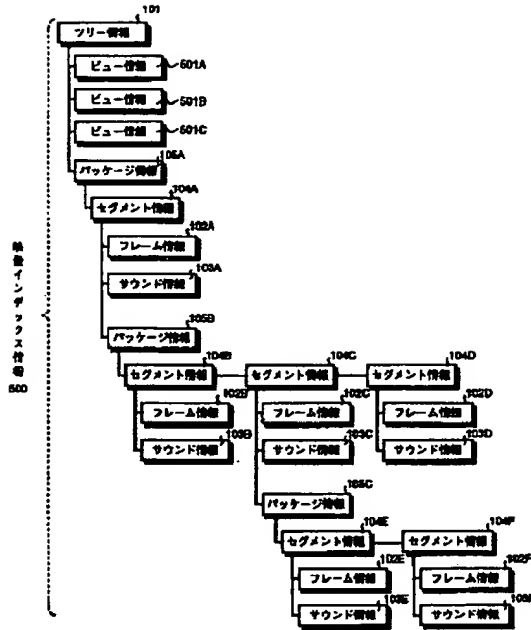 101
ツリー情報
ビュー情報 501A
ビュー情報 501B
ビュー情報 501C
105A
パッケージ情報
104A
セグメント情報
102A
フレーム情報
103A
サウンド情報
105B
パッケージ情報
104B 104C 104D
セグメント情報 セグメント情報 セグメント情報
102B 102C 102D
フレーム情報 フレーム情報 フレーム情報
103B 103C 103D
サウンド情報 サウンド情報 サウンド情報
105C
パッケージ情報
104E 104F
セグメント情報 セグメント情報
102E 102F
フレーム情報 フレーム情報
103E 103F
サウンド情報 サウンド情報
映像インデックス情報
500